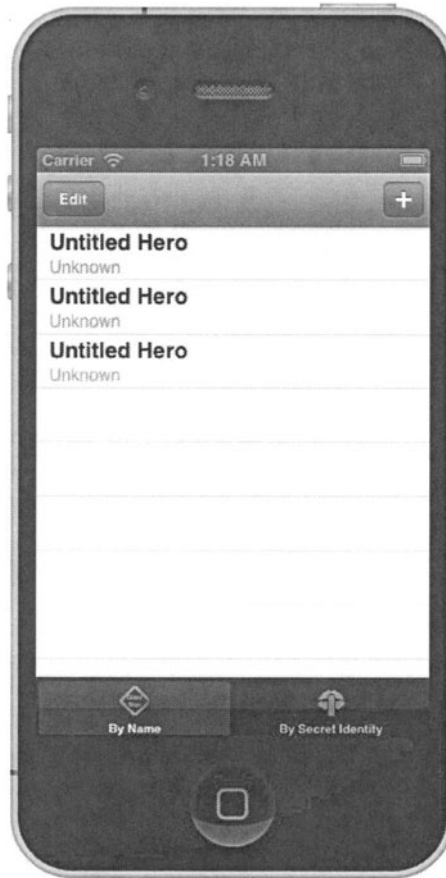 Carrier 1:18 AM
Edit +
Untitled Hero
Unknown
Untitled Hero
Unknown
Untitled Hero
Unknown
By Name By Secret Identity